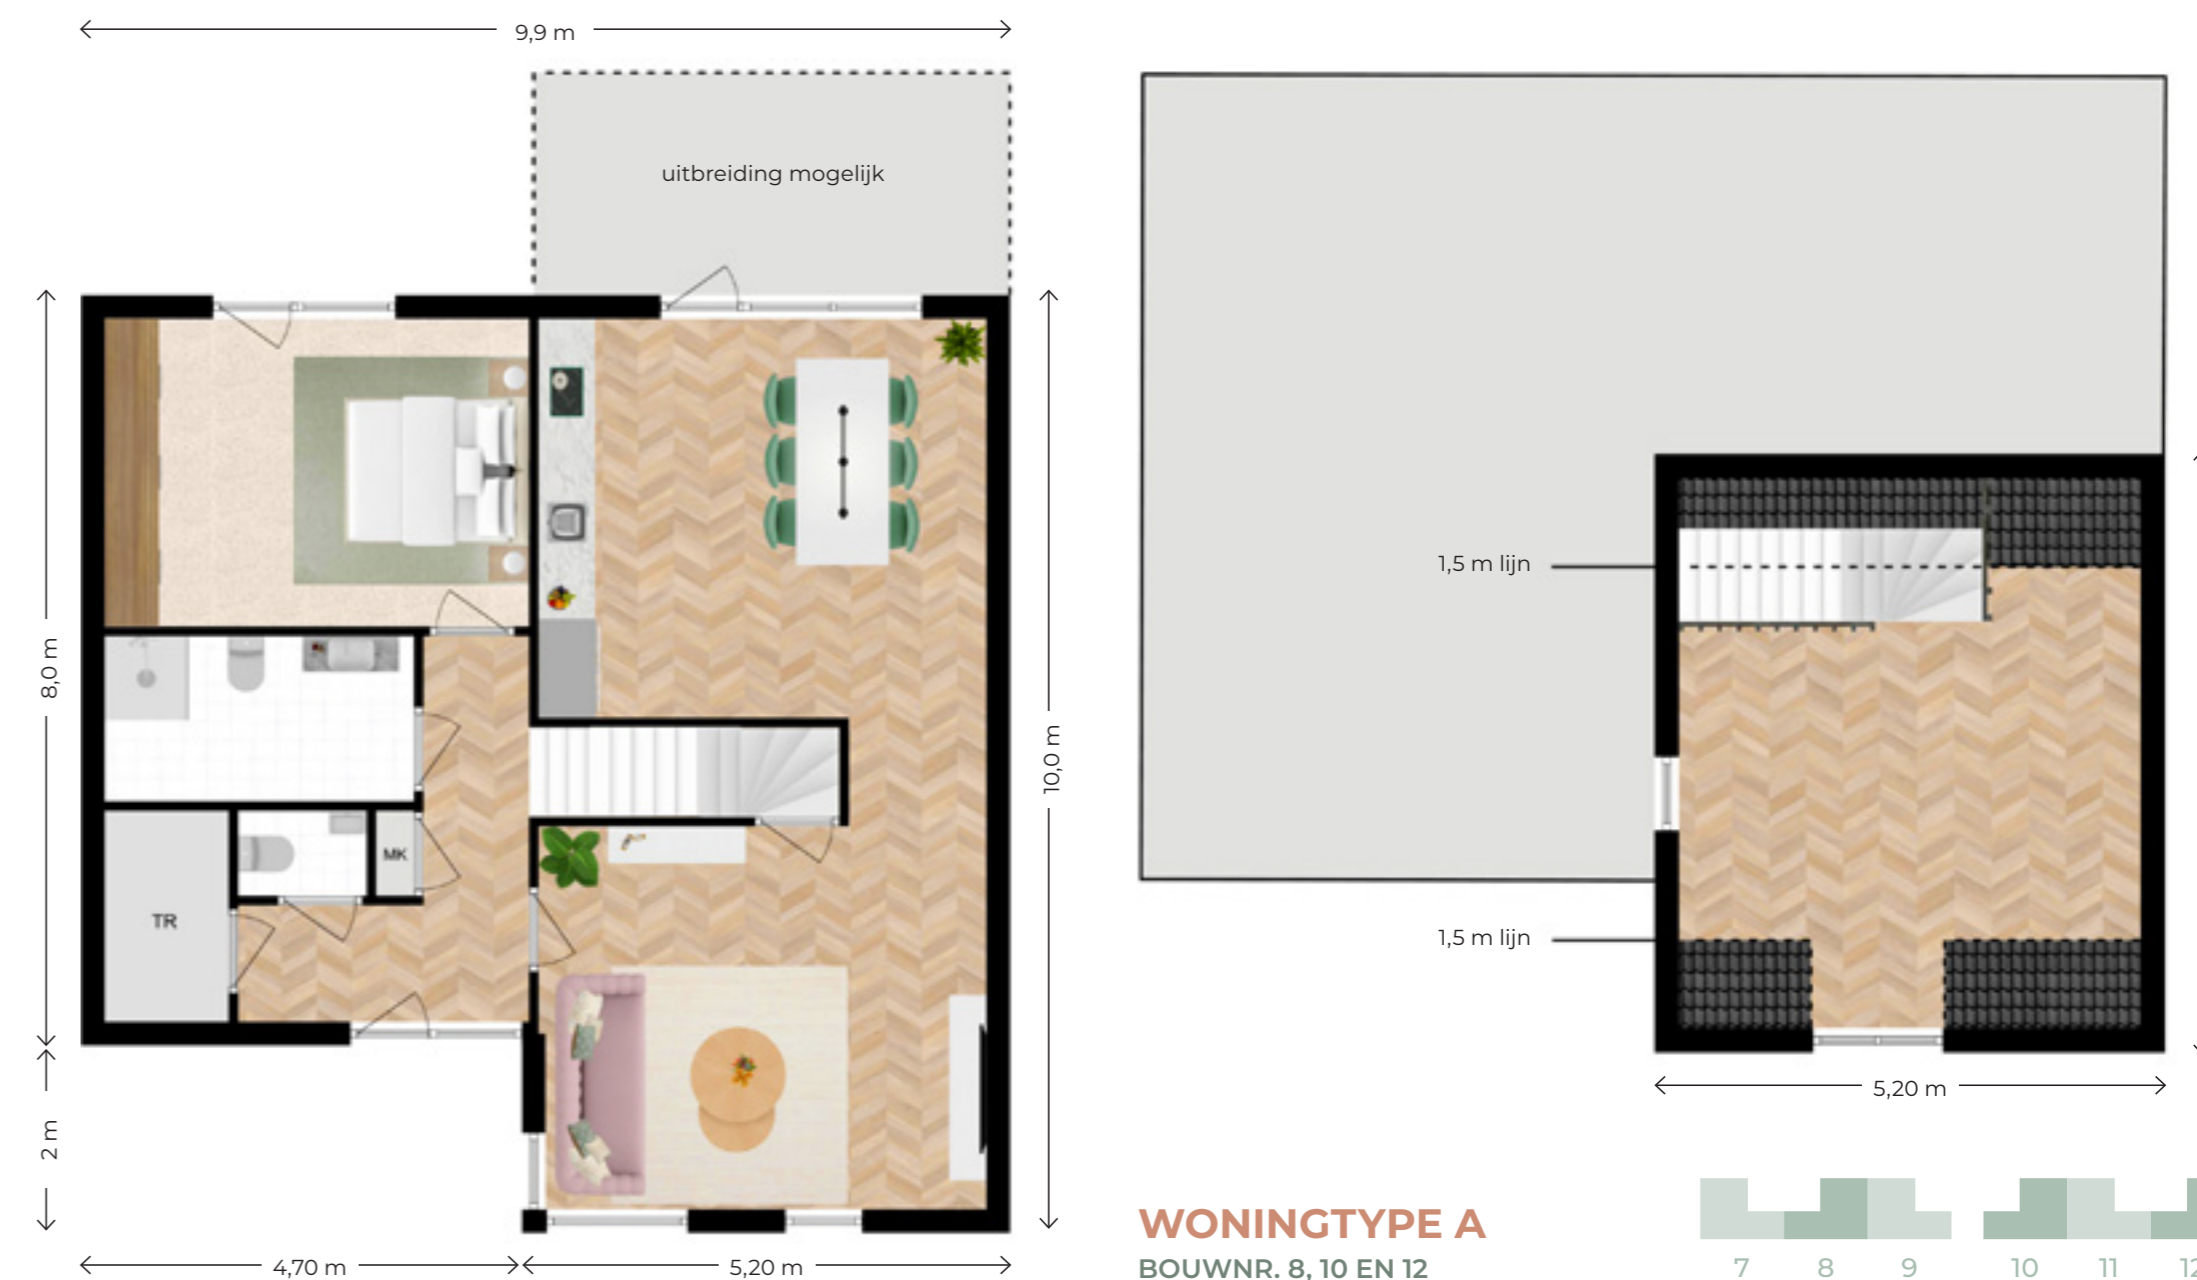 9,9 m
uitbreiding mogelijk
8,0 m
10,0 m
2 m
MK
TR
4,70 m
5,20 m
1,5 m lijn
1,5 m lijn
5,20 m
WONINGTYPE A
BOUWNR. 8, 10 EN 12
7 8 9 10 11 12